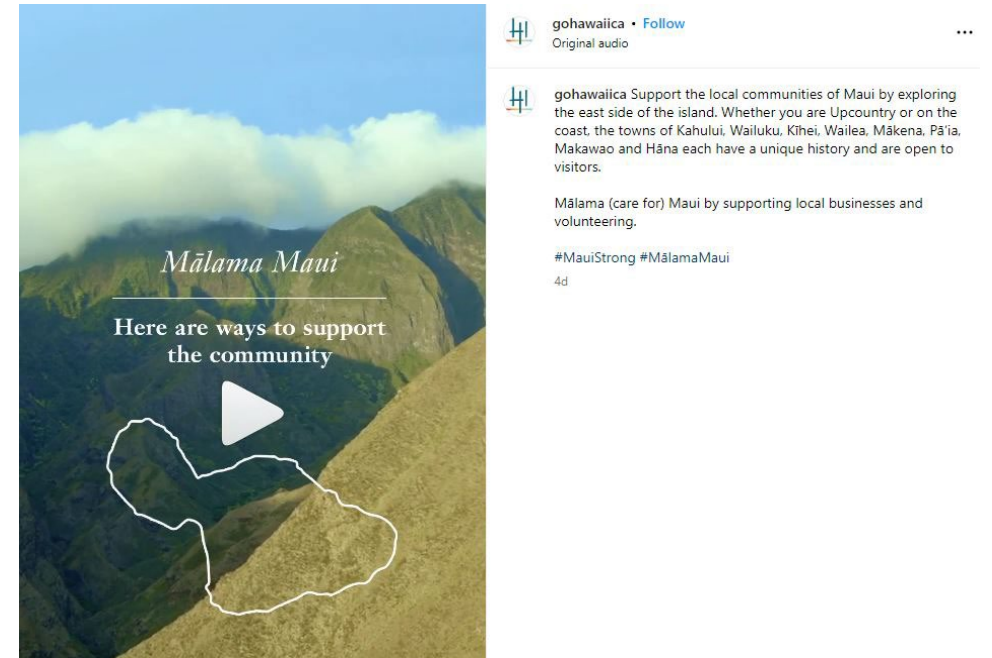 Mālama Maui
Here are ways to support
the community
gohawaiica • Follow
Original audio
gohawaiica Support the local communities of Maui by exploring
the east side of the island. Whether you are Upcountry or on the
coast, the towns of Kahului, Wailuku, Kīhei, Wailea, Mākena, Pā‘ia,
Makawao and Hāna each have a unique history and are open to
visitors.
Mālama (care for) Maui by supporting local businesses and
volunteering.
#MauiStrong #MālamaMaui
4d